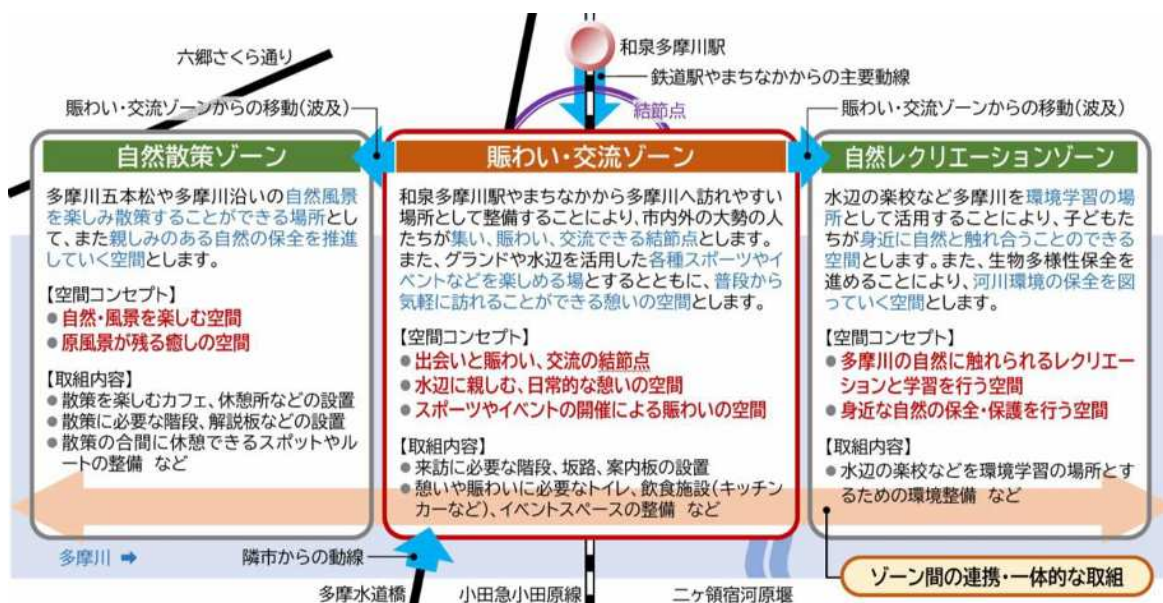 和泉多摩川駅
六郷さくら通り
鉄道駅やまちなかからの主要動線
賑わい・交流ゾーンからの移動(波及)
結節点
賑わい・交流ゾーンからの移動(波及)
自然散策ゾーン
多摩川五本松や多摩川沿いの自然風景
を楽しみ散策することができる場所とし
て、また親しみのある自然の保全を推進
していく空間とします。
【空間コンセプト】
● 自然・風景を楽しむ空間
● 原風景が残る癒しの空間
【取組内容】
● 散策を楽しむカフェ、休憩所などの設置
● 散策に必要な階段、解説板などの設置
● 散策の合間に休憩できるスポットやル
ートの整備 など
賑わい・交流ゾーン
和泉多摩川駅やまちなかから多摩川へ訪れやすい
場所として整備することにより、市内外の大勢の人
たちが集い、賑わい、交流できる結節点とします。
また、グランドや水辺を活用した各種スポーツやイ
ベントなどを楽しめる場とするとともに、普段から
気軽に訪れることができる憩いの空間とします。
【空間コンセプト】
● 出会いと賑わい、交流の結節点
● 水辺に親しむ、日常的な憩いの空間
● スポーツやイベントの開催による賑わいの空間
【取組内容】
● 来訪に必要な階段、坂路、案内板の設置
● 憩いや賑わいに必要なトイレ、飲食施設(キッチン
カーなど)、イベントスペースの整備 など
自然レクリエーションゾーン
水辺の楽校など多摩川を環境学習の場
所として活用することにより、子どもた
ちが身近に自然と触れ合うことのできる
空間とします。また、生物多様性保全を
進めることにより、河川環境の保全を図
っていく空間とします。
【空間コンセプト】
● 多摩川の自然に触れられるレクリエー
ションと学習を行う空間
● 身近な自然の保全・保護を行う空間
【取組内容】
● 水辺の楽校などを環境学習の場所とす
るための環境整備 など
多摩川 ➡
隣市からの動線
多摩水道橋
小田急小田原線
二ヶ領宿河原堰
ゾーン間の連携・一体的な取組